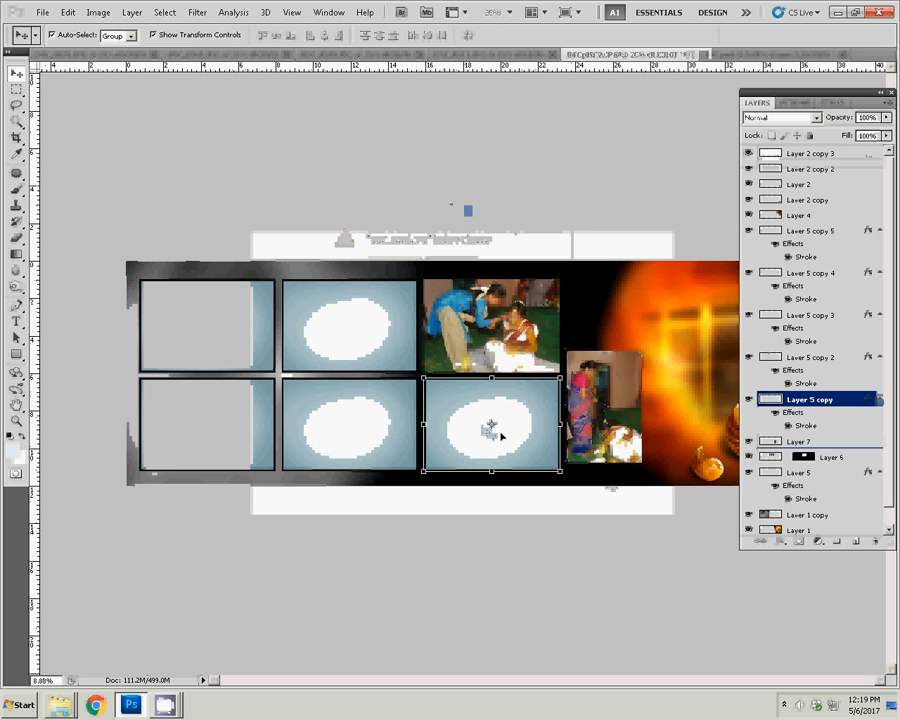 File Edit Image Layer Select Filter Analysis 3D View Window Help Br Mb 
ESSENTIALS DESIGN » CS Live
Auto-Select: Group Show Transform Controls
LAYERS
Normal Opacity: 100%
Lock: Fill: 100%
Layer 2 copy 3
Layer 2 copy 2
Layer 2
Layer 2 copy
Layer 4
Layer 5 copy 5
Effects
Stroke
Layer 5 copy 4
Effects
Stroke
Layer 5 copy 3
Effects
Stroke
Layer 5 copy 2
Effects
Stroke
Layer 5 copy
Effects
Stroke
Layer 7
Layer 6
Layer 5
Effects
Stroke
Layer 1 copy
Layer 1
8.88% Doc: 111.2M/499.0M
Start Ps 12:19 PM
5/6/2017